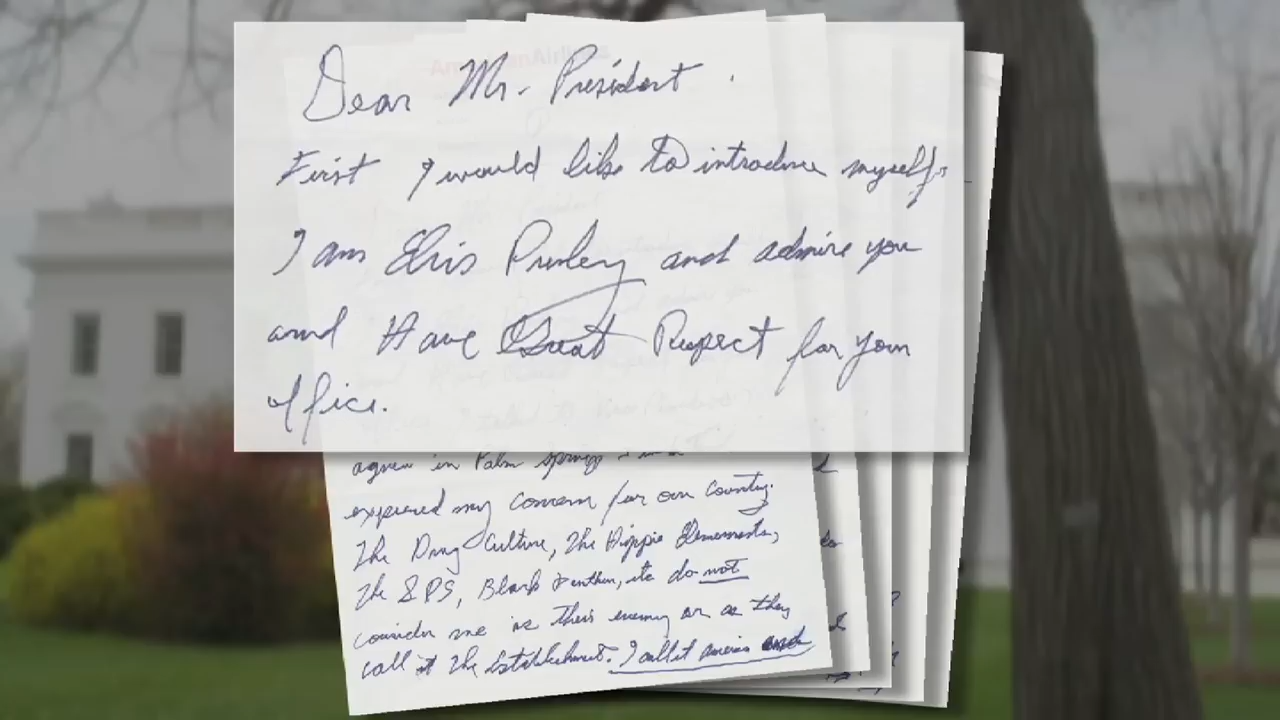 AmericanAirlines
Dear Mr. President.
First I would like to introduce myself.
I am Elvis Presley and admire you
and Have Great Respect for your
office.
agnew in Palm Springs
expressed my concern for our Country.
The Drug Culture, The Hippie Elements,
The SDS, Black Panthers, etc do not
consider me as their enemy or as they
call it The Establishment. I call it america and